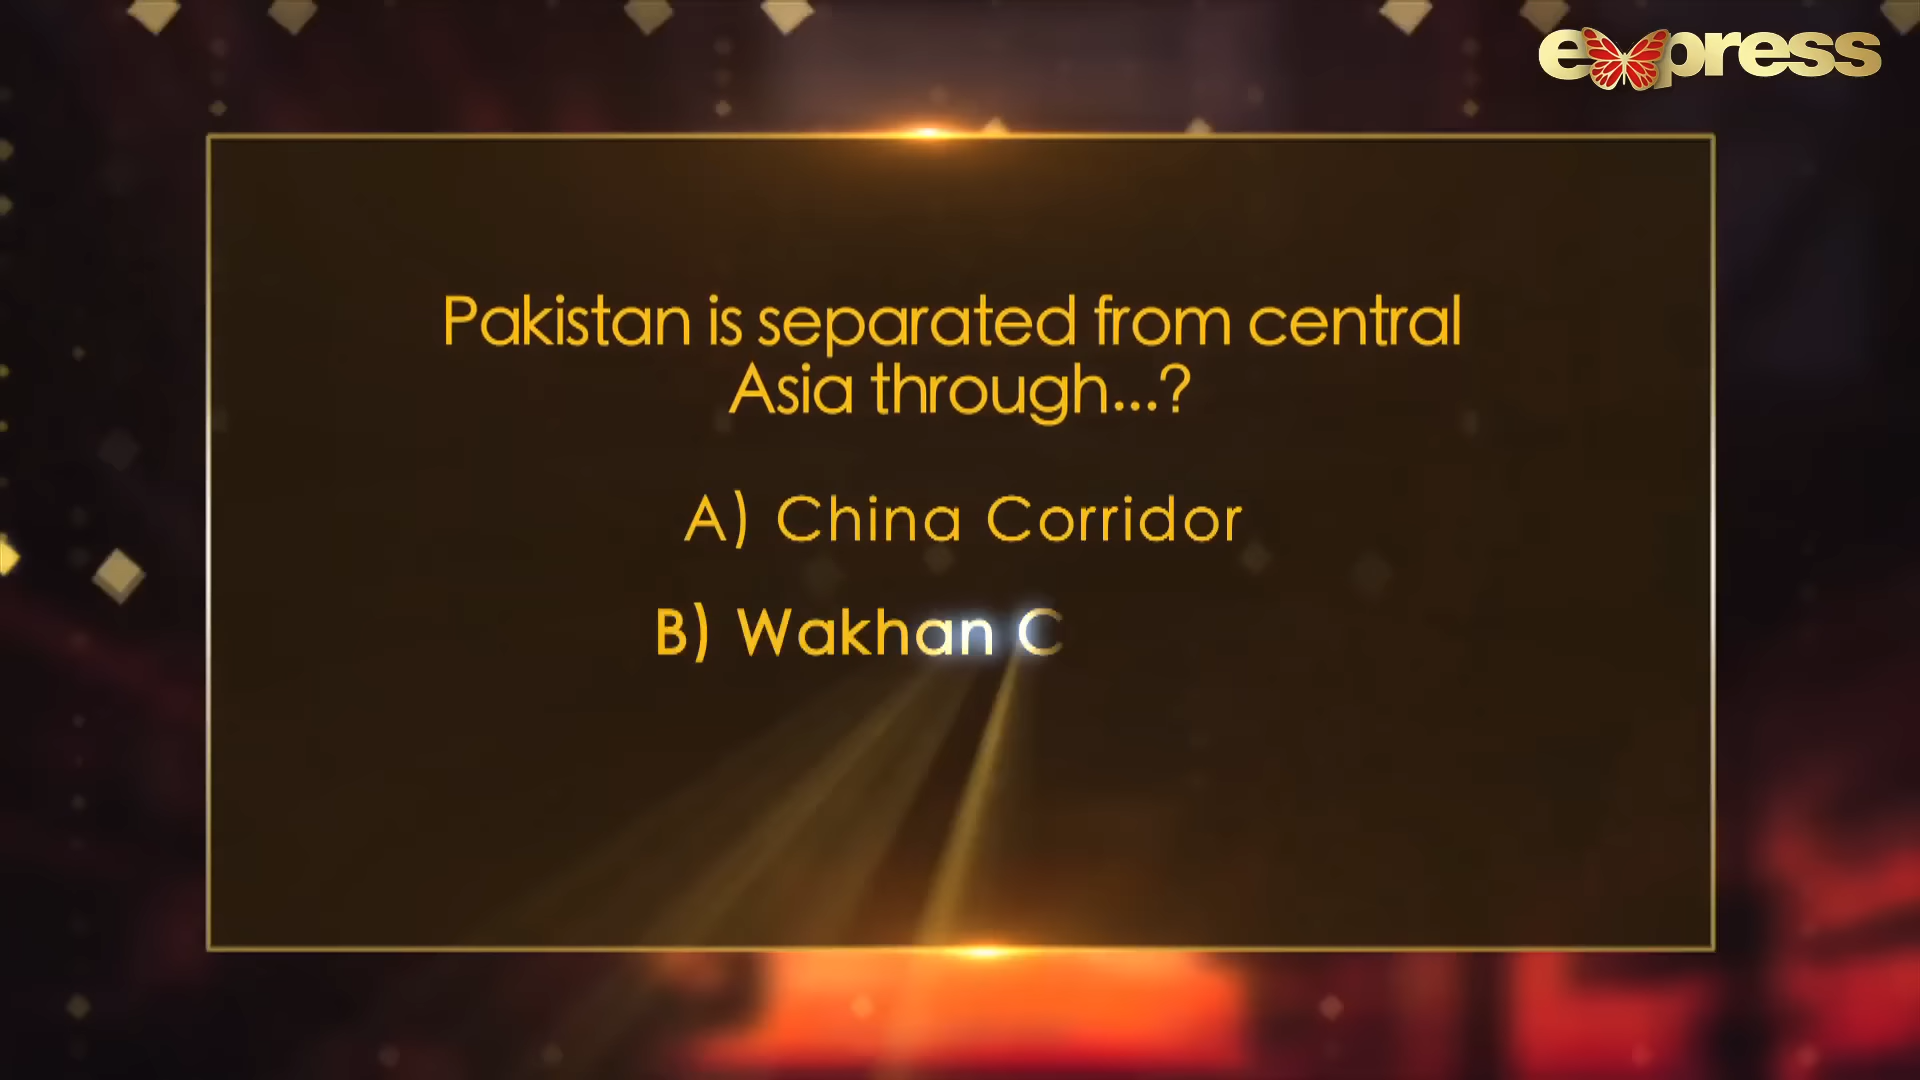 express
Pakistan is separated from central
Asia through...?
A) China Corridor
B) Wakhan C